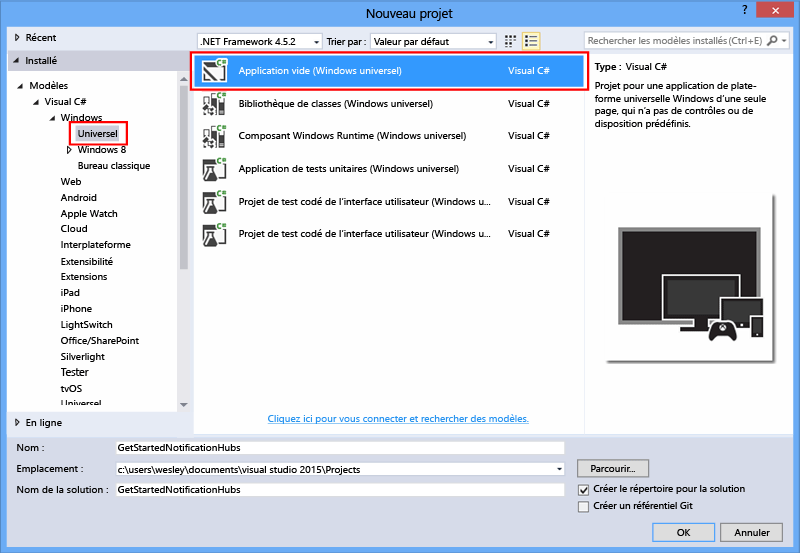 Nouveau projet
?
Récent
.NET Framework 4.5.2
Trier par :
Valeur par défaut
Rechercher les modèles installés (Ctrl+E)
Installé
Modèles
Visual C#
Windows
Universel
Windows 8
Bureau classique
Web
Android
Apple Watch
Cloud
Interplateforme
Extensibilité
Extensions
iPad
iPhone
LightSwitch
Office/SharePoint
Silverlight
Tester
tvOS
Universel
En ligne
C# Application vide (Windows universel) Visual C#
C# Bibliothèque de classes (Windows universel) Visual C#
C# Composant Windows Runtime (Windows universel) Visual C#
C# Application de tests unitaires (Windows universel) Visual C#
C# Projet de test codé de l'interface utilisateur (Windows u... Visual C#
C# Projet de test codé de l'interface utilisateur (Windows u... Visual C#
Cliquez ici pour vous connecter et rechercher des modèles.
Type : Visual C#
Projet pour une application de plate-
forme universelle Windows d'une seule
page, qui n'a pas de contrôles ou de
disposition prédéfinis.
Nom : GetStartedNotificationHubs
Emplacement : c:\users\wesley\documents\visual studio 2015\Projects
Parcourir...
Nom de la solution : GetStartedNotificationHubs
Créer le répertoire pour la solution
Créer un référentiel Git
OK
Annuler